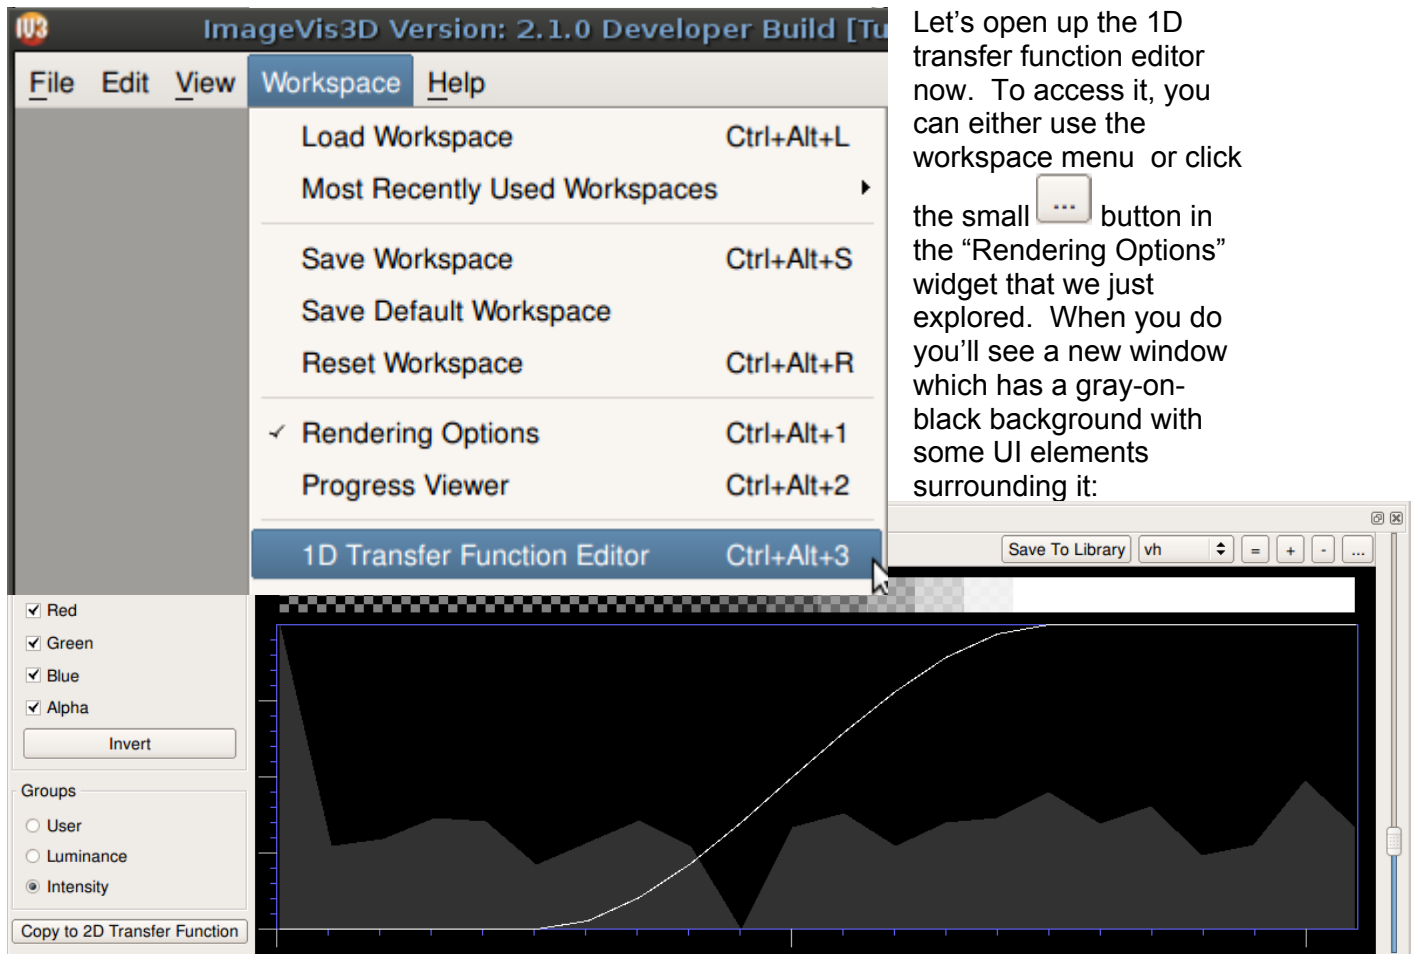 IV3 ImageVis3D Version: 2.1.0 Developer Build [Tu
File Edit View Workspace Help
Load Workspace Ctrl+Alt+L
Most Recently Used Workspaces
Save Workspace Ctrl+Alt+S
Save Default Workspace
Reset Workspace Ctrl+Alt+R
Rendering Options Ctrl+Alt+1
Progress Viewer Ctrl+Alt+2
1D Transfer Function Editor Ctrl+Alt+3
Let’s open up the 1D
transfer function editor
now.  To access it, you
can either use the
workspace menu  or click
the small ... button in
the “Rendering Options”
widget that we just
explored.  When you do
you’ll see a new window
which has a gray-on-
black background with
some UI elements
surrounding it:
Save To Library vh = + - ...
Red
Green
Blue
Alpha
Invert
Groups
User
Luminance
Intensity
Copy to 2D Transfer Function